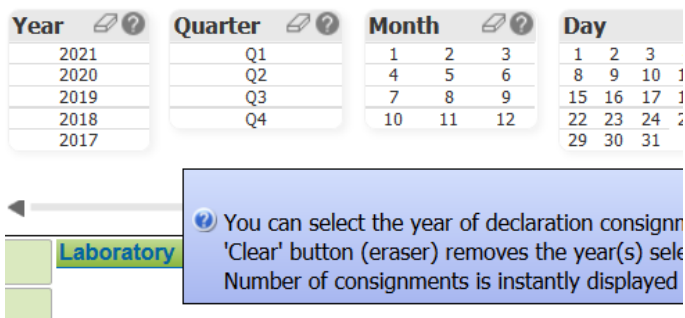 Year Quarter Month Day
2021 Q1 1 2 3 1 2 3
2020 Q2 4 5 6 8 9 10
2019 Q3 7 8 9 15 16 17
2018 Q4 10 11 12 22 23 24
2017 29 30 31
You can select the year of declaration
Laboratory 'Clear' button (eraser) removes the year(s)
Number of consignments is instantly displayed